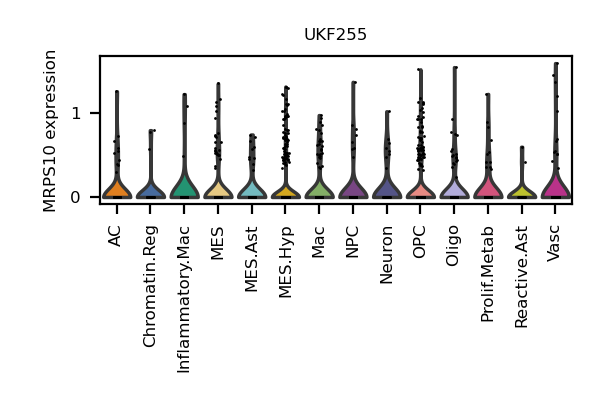 UKF255
MRPS10 expression
1
0
AC
Chromatin.Reg
Inflammatory.Mac
MES
MES.Ast
MES.Hyp
Mac
NPC
Neuron
OPC
Oligo
Prolif.Metab
Reactive.Ast
Vasc